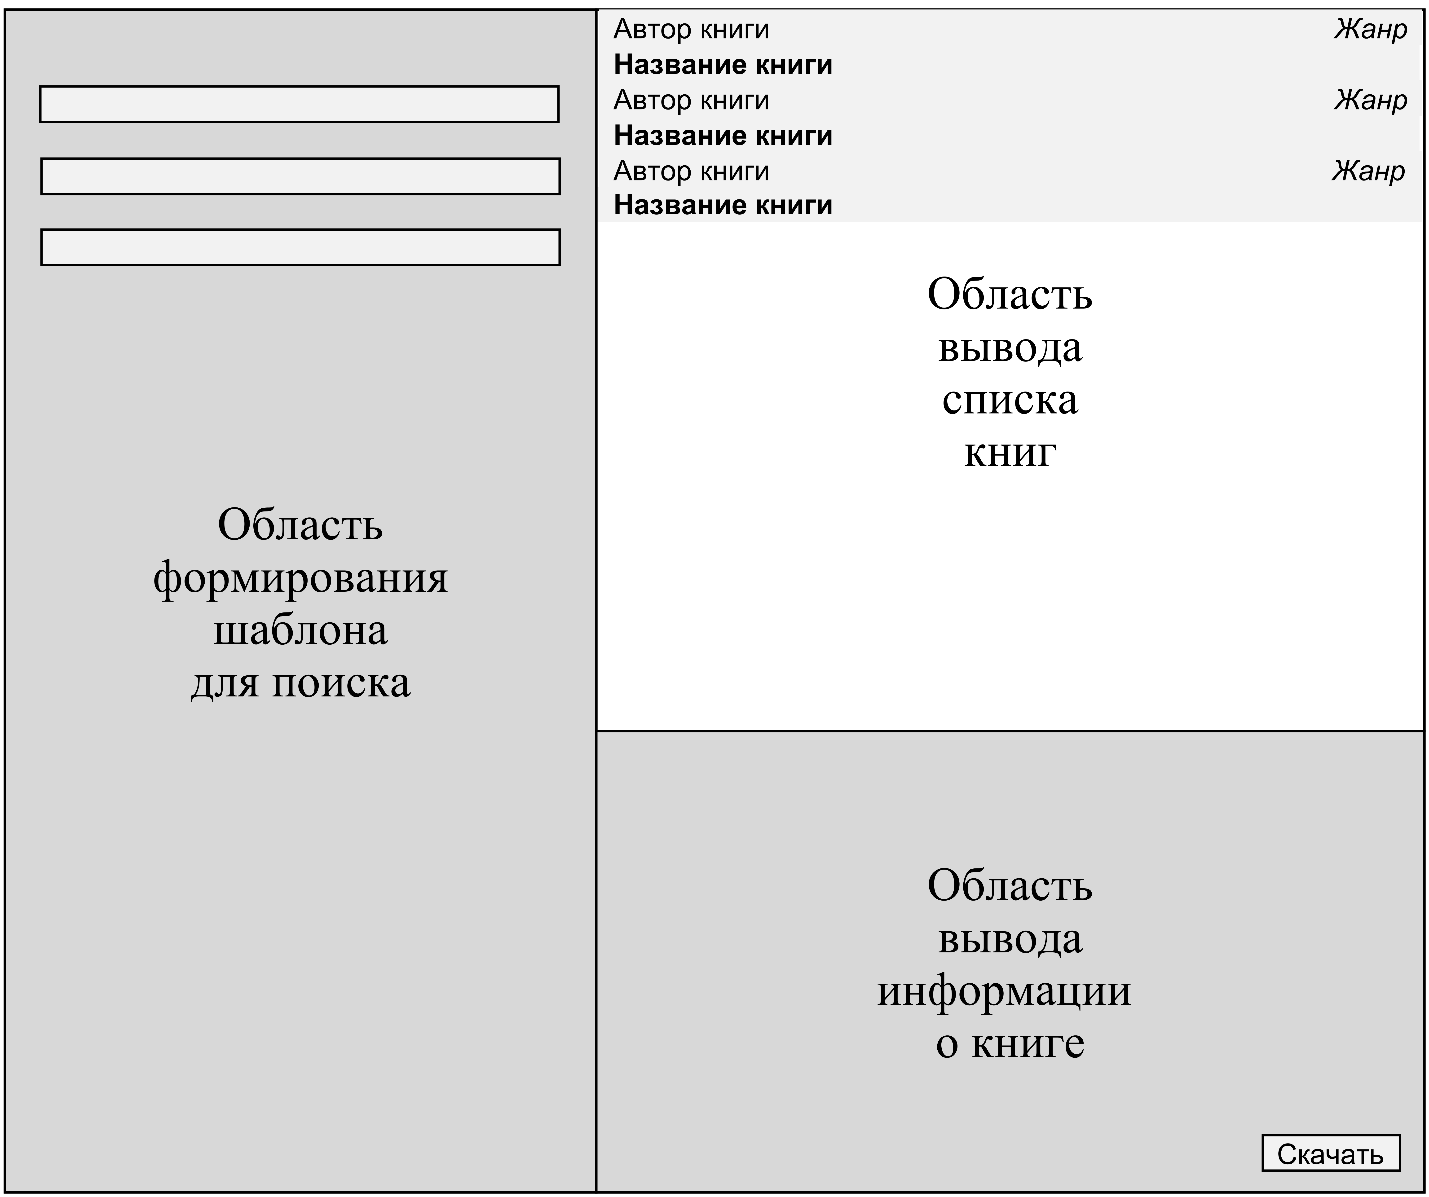 Область
формирования
шаблона
для поиска
Автор книги Жанр
Название книги
Автор книги Жанр
Название книги
Автор книги Жанр
Название книги
Область
вывода
списка
книг
Область
вывода
информации
о книге
Скачать